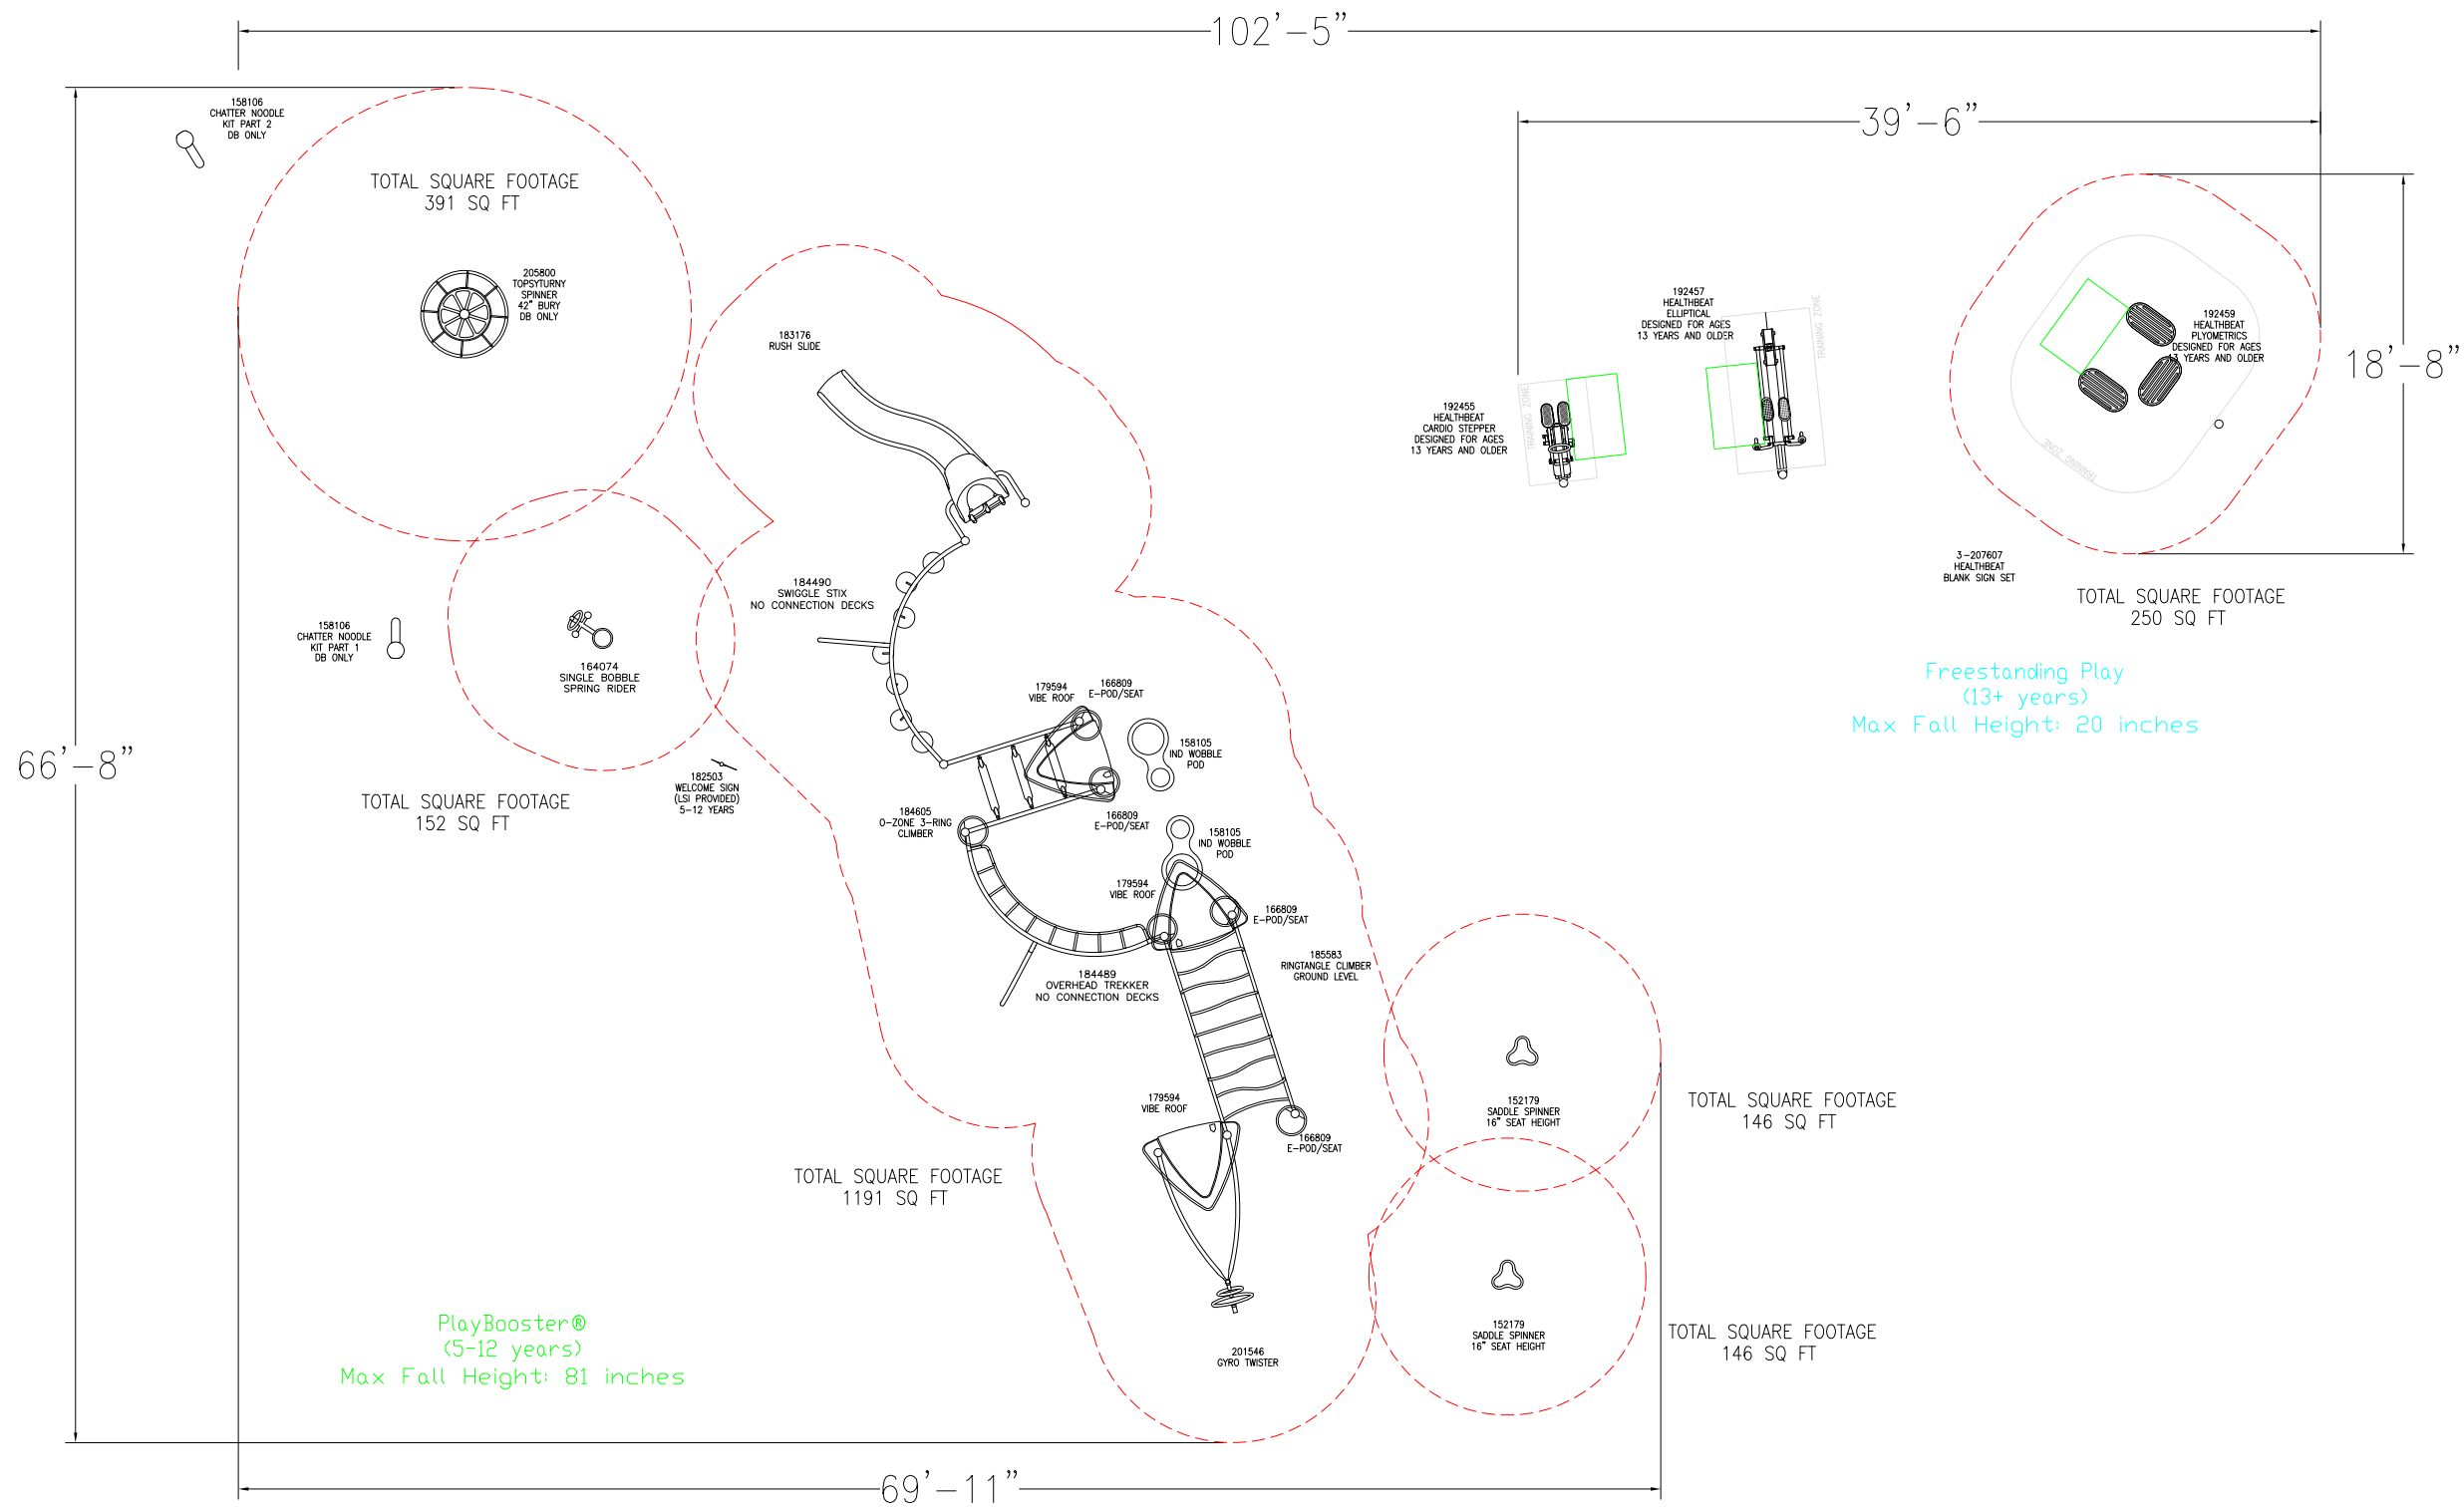 102'-5"
39'-6"
158106
CHATTER NOODLE
KIT PART 2
DB ONLY
TOTAL SQUARE FOOTAGE
391 SQ FT
205800
TOPSYTURNY
SPINNER
42" BURY
DB ONLY
183176
RUSH SLIDE
192457
HEALTHBEAT
ELLIPTICAL
DESIGNED FOR AGES
13 YEARS AND OLDER
TRAINING ZONE
192455
HEALTHBEAT
CARDIO STEPPER
DESIGNED FOR AGES
13 YEARS AND OLDER
TRAINING ZONE
192459
HEALTHBEAT
PLYOMETRICS
DESIGNED FOR AGES
13 YEARS AND OLDER
TRAINING ZONE
18'-8"
3-207607
HEALTHBEAT
BLANK SIGN SET
TOTAL SQUARE FOOTAGE
250 SQ FT
Freestanding Play
(13+ years)
Max Fall Height: 20 inches
184490
SWIGGLE STIX
NO CONNECTION DECKS
158106
CHATTER NOODLE
KIT PART 1
DB ONLY
164074
SINGLE BOBBLE
SPRING RIDER
66'-8"
182503
WELCOME SIGN
(LSI PROVIDED)
5-12 YEARS
TOTAL SQUARE FOOTAGE
152 SQ FT
179594
VIBE ROOF
166809
E-POD/SEAT
158105
IND WOBBLE
POD
184605
O-ZONE 3-RING
CLIMBER
166809
E-POD/SEAT
158105
IND WOBBLE
POD
179594
VIBE ROOF
166809
E-POD/SEAT
185583
RINGTANGLE CLIMBER
GROUND LEVEL
184489
OVERHEAD TREKKER
NO CONNECTION DECKS
179594
VIBE ROOF
166809
E-POD/SEAT
152179
SADDLE SPINNER
16" SEAT HEIGHT
TOTAL SQUARE FOOTAGE
146 SQ FT
TOTAL SQUARE FOOTAGE
1191 SQ FT
PlayBooster®
(5-12 years)
Max Fall Height: 81 inches
201546
GYRO TWISTER
152179
SADDLE SPINNER
16" SEAT HEIGHT
TOTAL SQUARE FOOTAGE
146 SQ FT
69'-11"